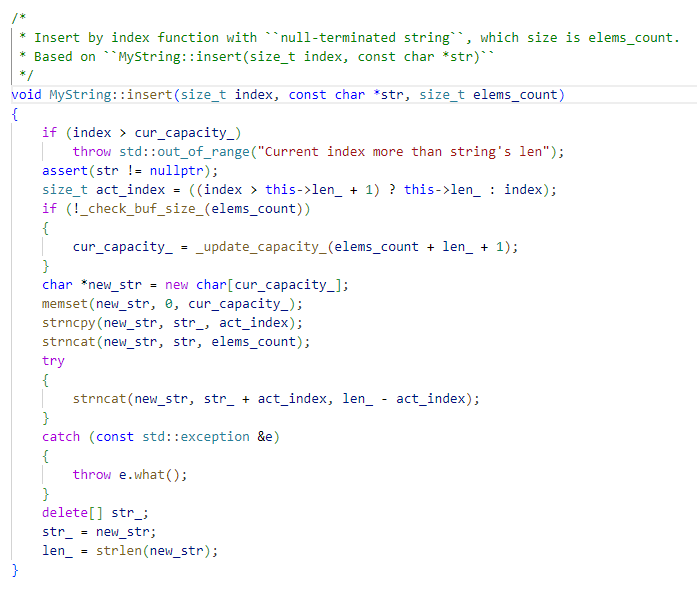 /*
 * Insert by index function with ``null-terminated string``, which size is elems_count.
 * Based on ``MyString::insert(size_t index, const char *str)``
 */
void MyString::insert(size_t index, const char *str, size_t elems_count)
{
    if (index > cur_capacity_)
        throw std::out_of_range("Current index more than string's len");
    assert(str != nullptr);
    size_t act_index = ((index > this->len_ + 1) ? this->len_ : index);
    if (!_check_buf_size_(elems_count))
    {
        cur_capacity_ = _update_capacity_(elems_count + len_ + 1);
    }
    char *new_str = new char[cur_capacity_];
    memset(new_str, 0, cur_capacity_);
    strncpy(new_str, str_, act_index);
    strncat(new_str, str, elems_count);
    try
    {
        strncat(new_str, str_ + act_index, len_ - act_index);
    }
    catch (const std::exception &e)
    {
        throw e.what();
    }
    delete[] str_;
    str_ = new_str;
    len_ = strlen(new_str);
}